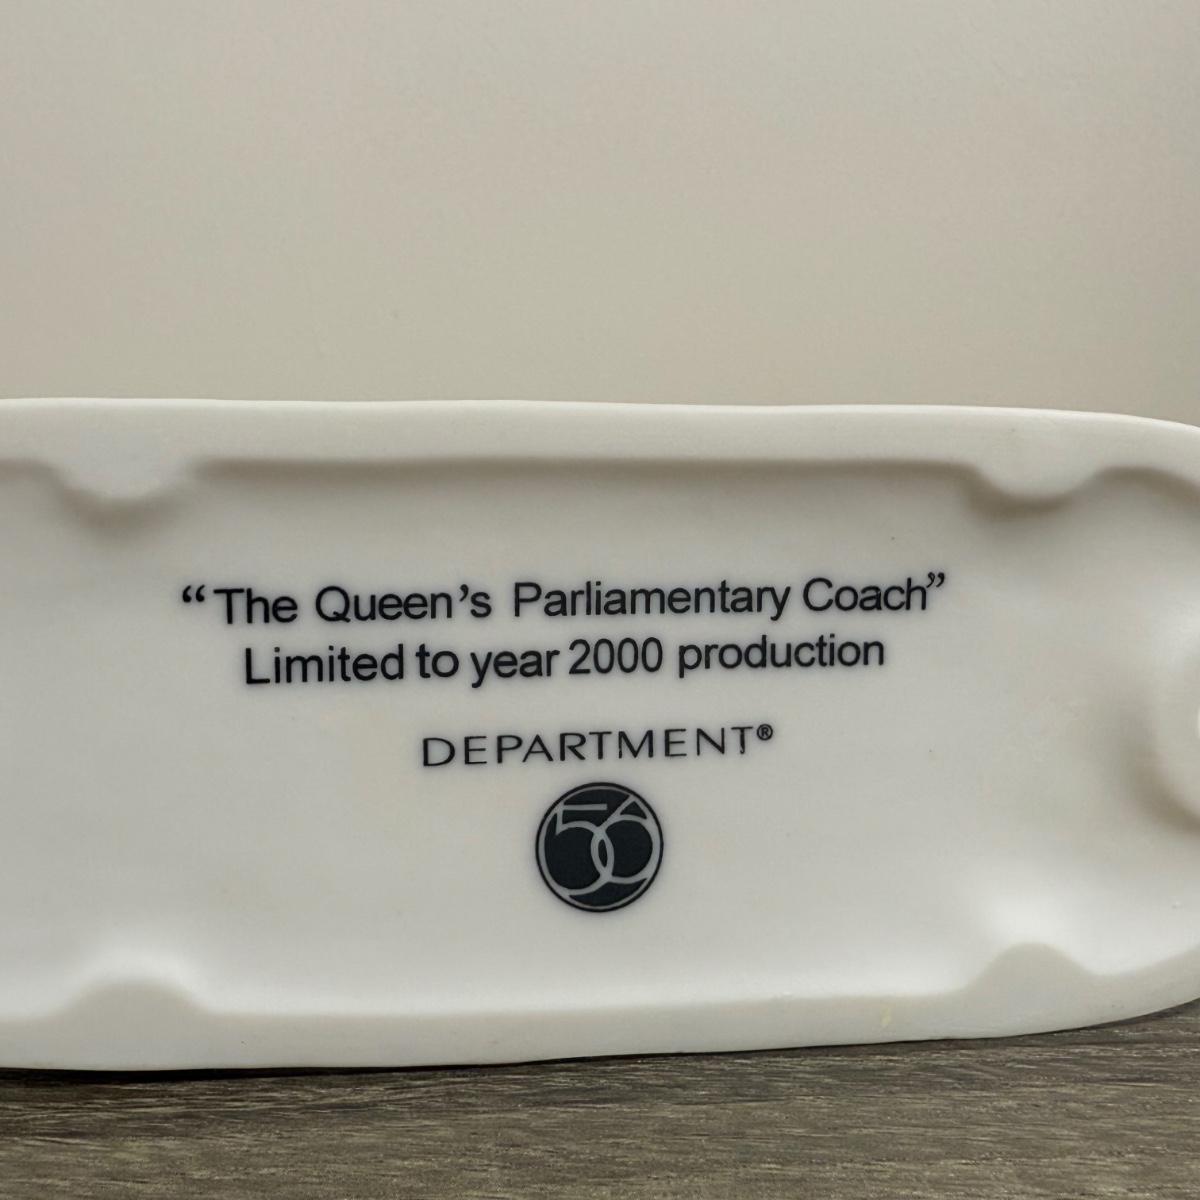 “The Queen’s Parliamentary Coach”
Limited to year 2000 production
DEPARTMENT®
56